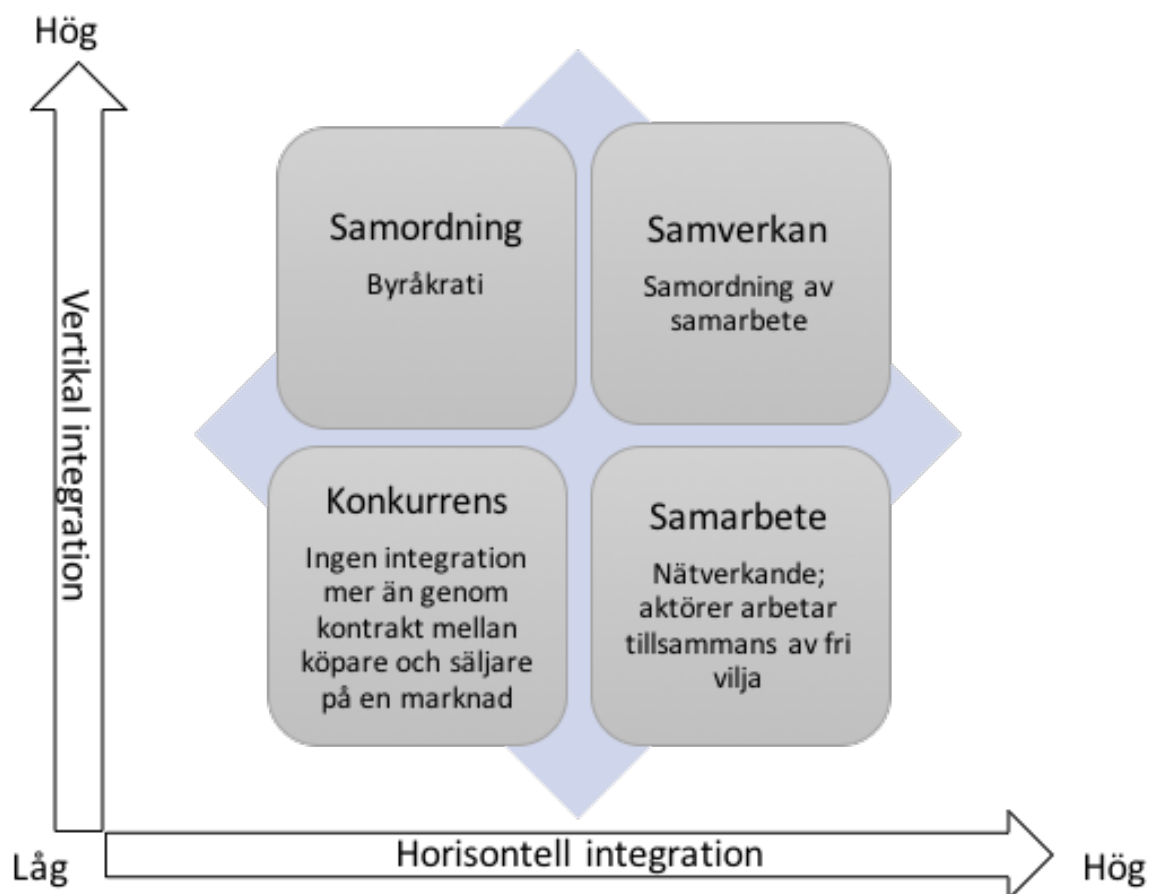 Hög
Vertikal integration
Samordning
Byråkrati
Samverkan
Samordning av
samarbete
Konkurrens
Ingen integration
mer än genom
kontrakt mellan
köpare och säljare
på en marknad
Samarbete
Nätverkande;
aktörer arbetar
tillsammans av fri
vilja
Låg
Horisontell integration
Hög